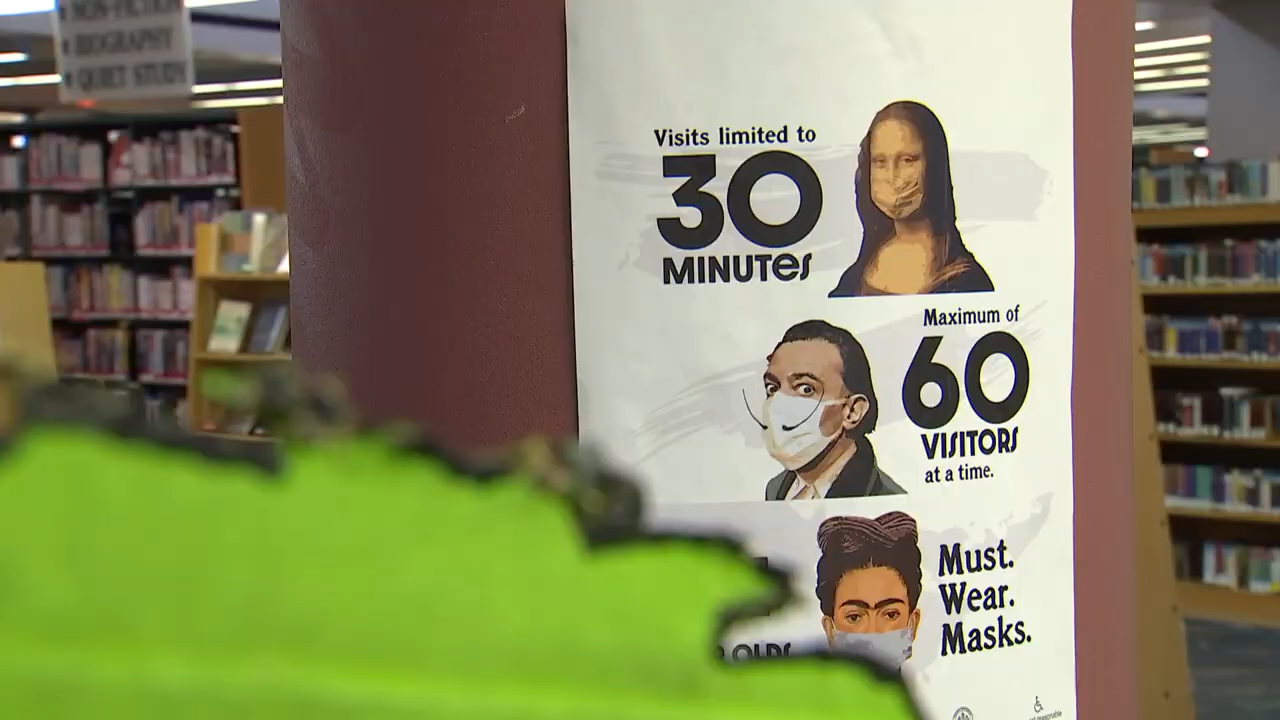 NON-FICTION
BIOGRAPHY
QUIET STUDY
Visits limited to
30
MINUTES
Maximum of
60
VISITORS
at a time.
Must.
Wear.
Masks.
OLDS